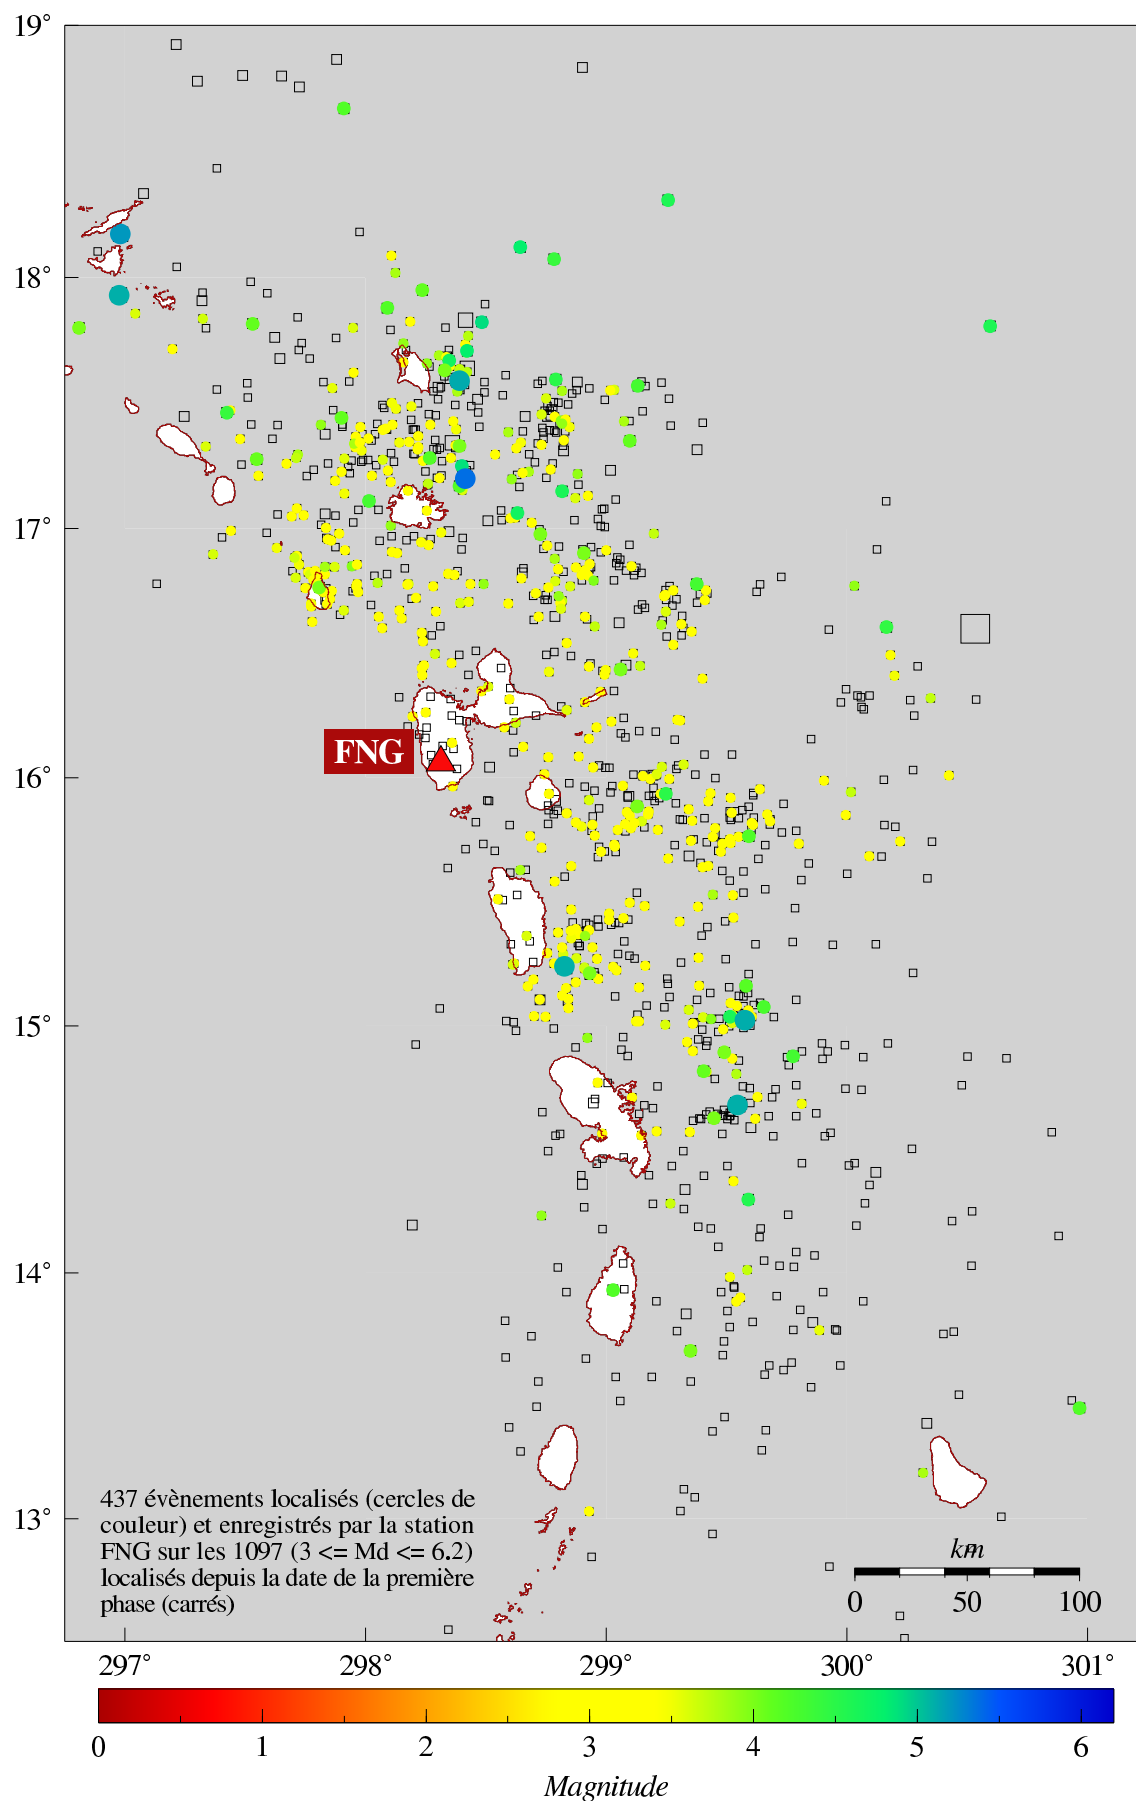 19°
18°
17°
16°
15°
14°
13°
FNG
437 évènements localisés (cercles de
couleur) et enregistrés par la station
FNG sur les 1097 (3 <= Md <= 6.2)
localisés depuis la date de la première
phase (carrés)
km
0 50 100
297° 298° 299° 300° 301°
0 1 2 3 4 5 6
Magnitude